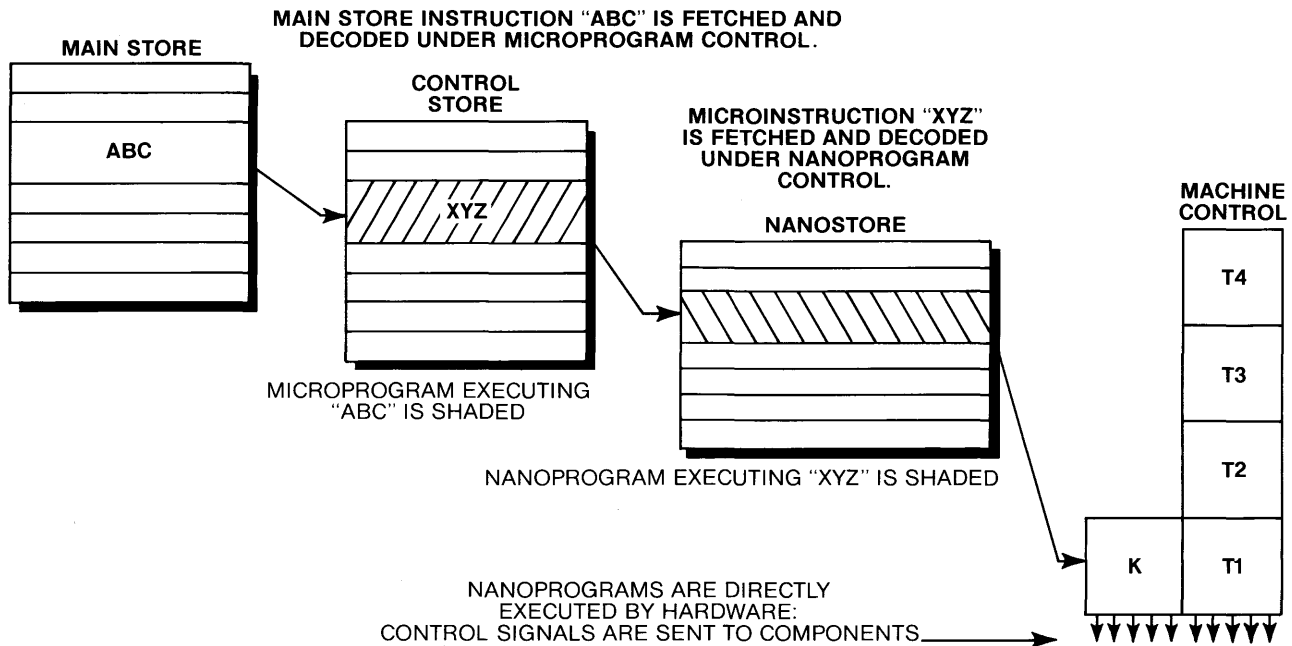 MAIN STORE INSTRUCTION “ABC” IS FETCHED AND
DECODED UNDER MICROPROGRAM CONTROL.
MAIN STORE
ABC
CONTROL
STORE
XYZ
MICROPROGRAM EXECUTING
“ABC” IS SHADED
MICROINSTRUCTION “XYZ”
IS FETCHED AND DECODED
UNDER NANOPROGRAM
CONTROL.
NANOSTORE
NANOPROGRAM EXECUTING “XYZ” IS SHADED
MACHINE
CONTROL
T4
T3
T2
K
T1
NANOPROGRAMS ARE DIRECTLY
EXECUTED BY HARDWARE:
CONTROL SIGNALS ARE SENT TO COMPONENTS